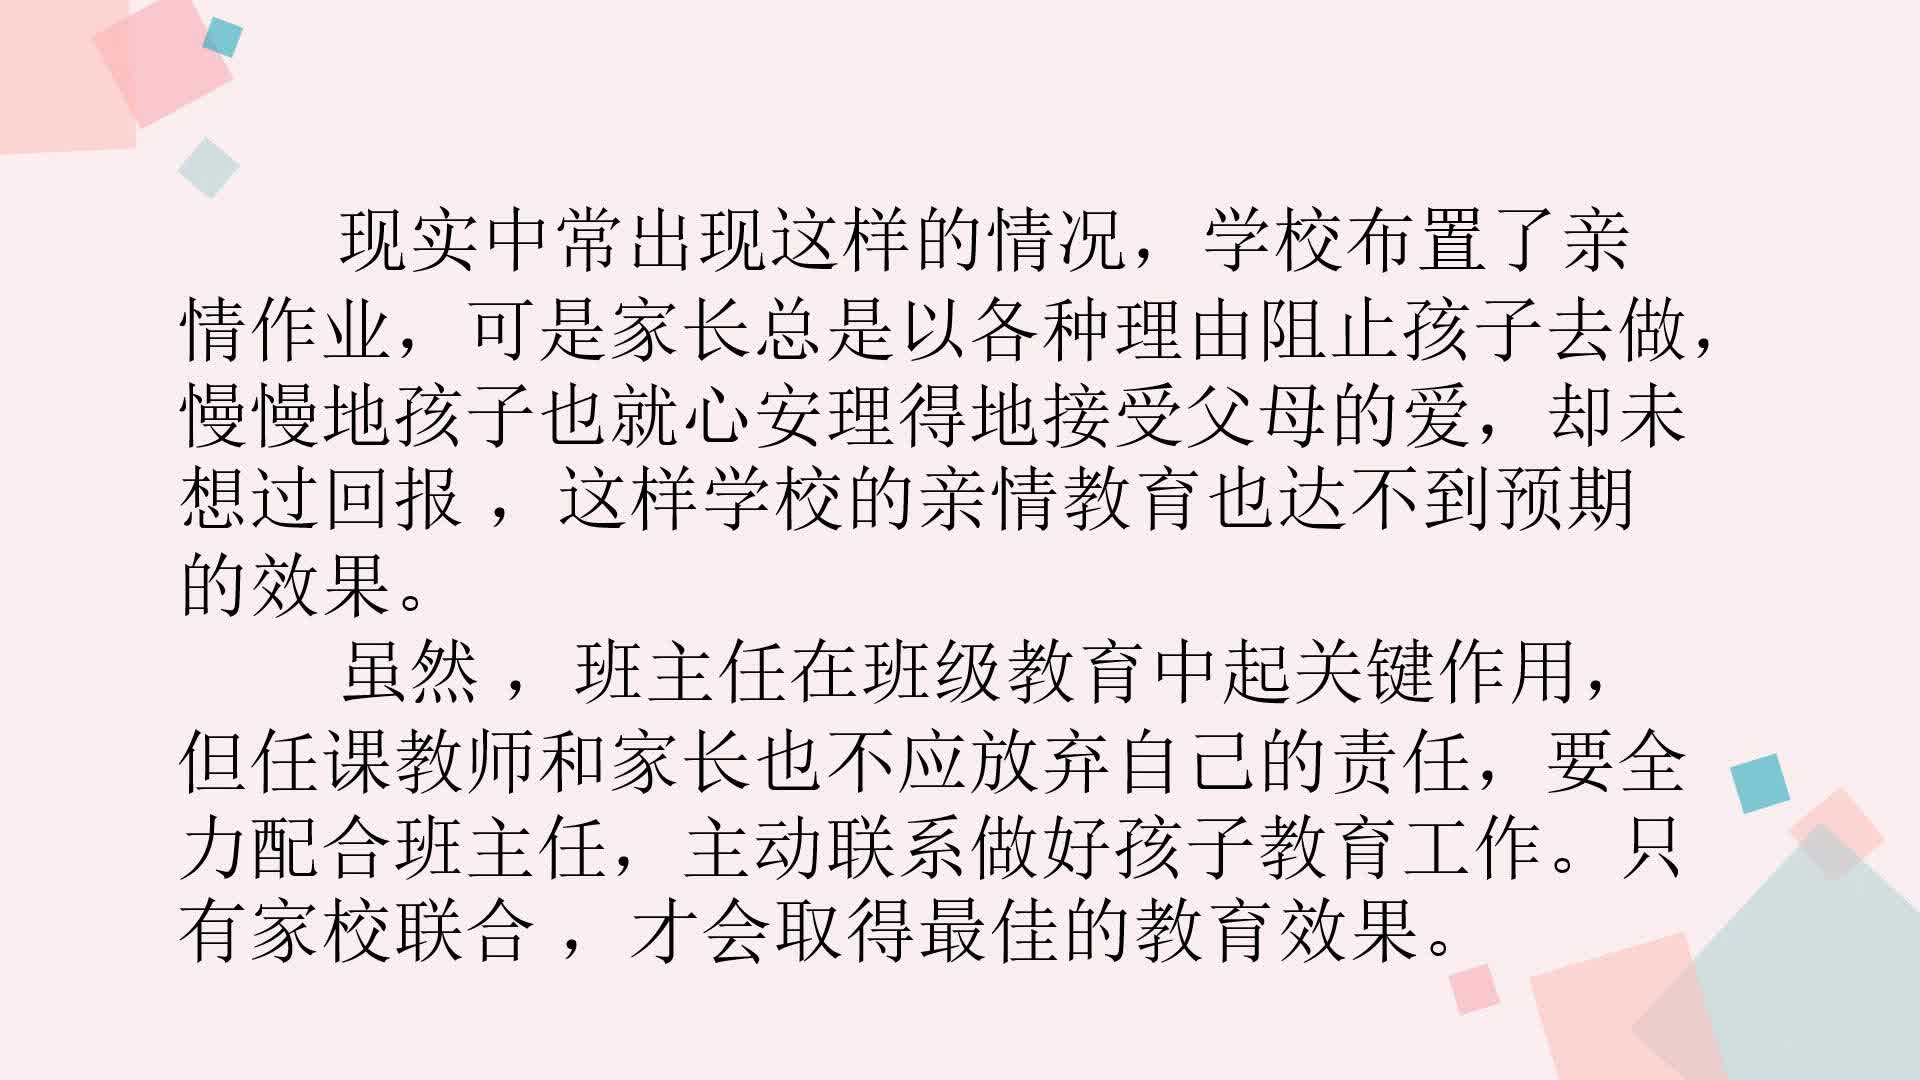 现实中常出现这样的情况，学校布置了亲
情作业，可是家长总是以各种理由阻止孩子去做，
慢慢地孩子也就心安理得地接受父母的爱，却未
想过回报，这样学校的亲情教育也达不到预期
的效果。
虽然，班主任在班级教育中起关键作用，
但任课教师和家长也不应放弃自己的责任，要全
力配合班主任，主动联系做好孩子教育工作。只
有家校联合，才会取得最佳的教育效果。